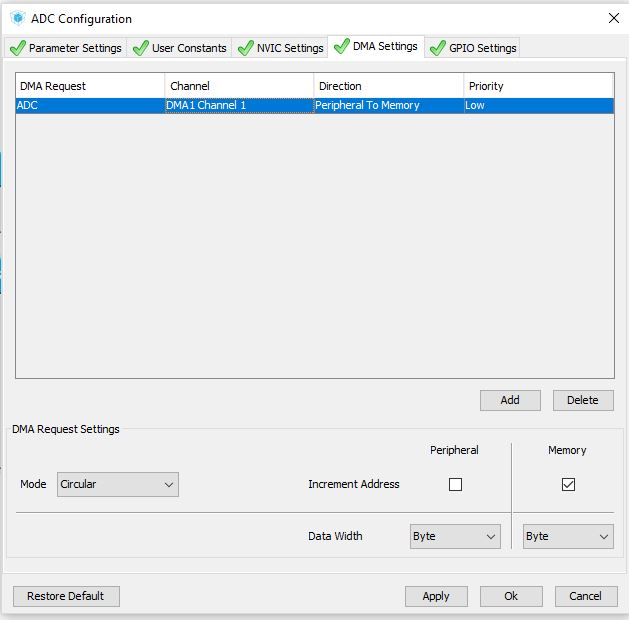 ADC Configuration
Parameter Settings User Constants NVIC Settings DMA Settings GPIO Settings
DMA Request Channel Direction Priority
ADC DMA1 Channel 1 Peripheral To Memory Low
Add Delete
DMA Request Settings
Peripheral Memory
Mode Circular Increment Address
Data Width Byte Byte
Restore Default Apply Ok Cancel